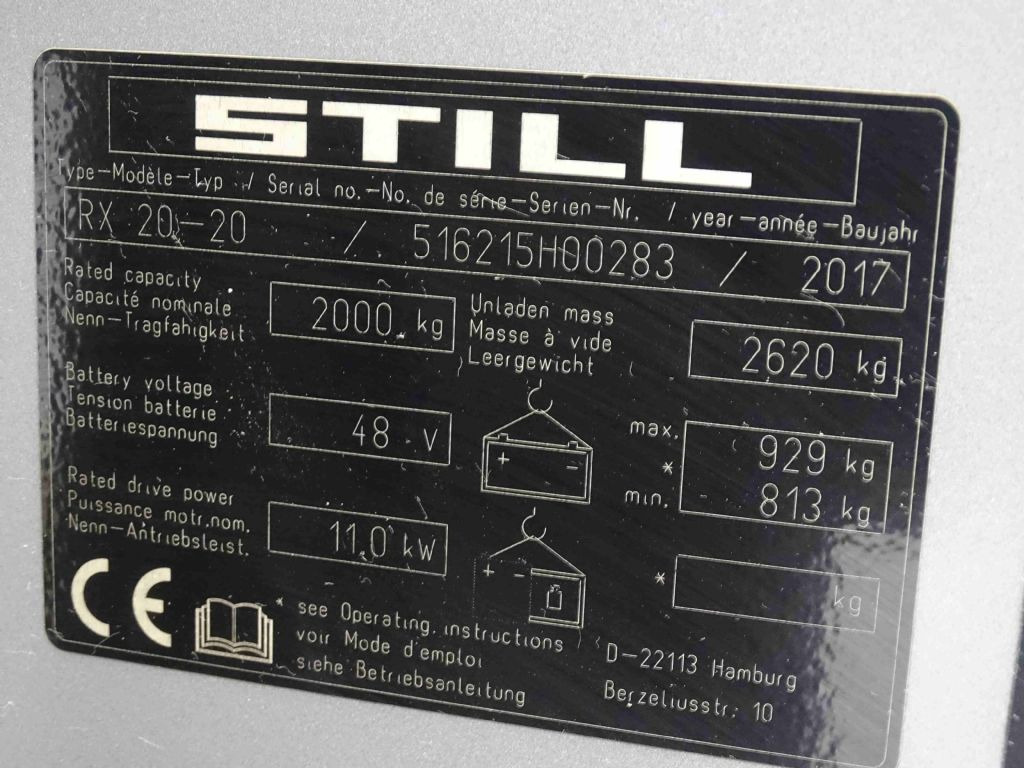 STILL
Type-Modèle-Typ / Serial no.-No. de série-Serien-Nr. / year-année-Baujahr
RX 20-20 / 516215H00283 / 2017
Rated capacity
Capacité nominale
Nenn-Tragfähigkeit
2000 kg
Unladen mass
Masse à vide
Leergewicht
2620 kg
Battery voltage
Tension batterie
Batteriespannung
48 V
+ -
max. 929 kg
*
min. 813 kg
Rated drive power
Puissance motr.nom.
Nenn-Antriebsleist.
11,0 kW
+ -
* kg
CE
* see Operating instructions
voir Mode d'emploi
siehe Betriebsanleitung
D-22113 Hamburg
Berzeliusstr. 10